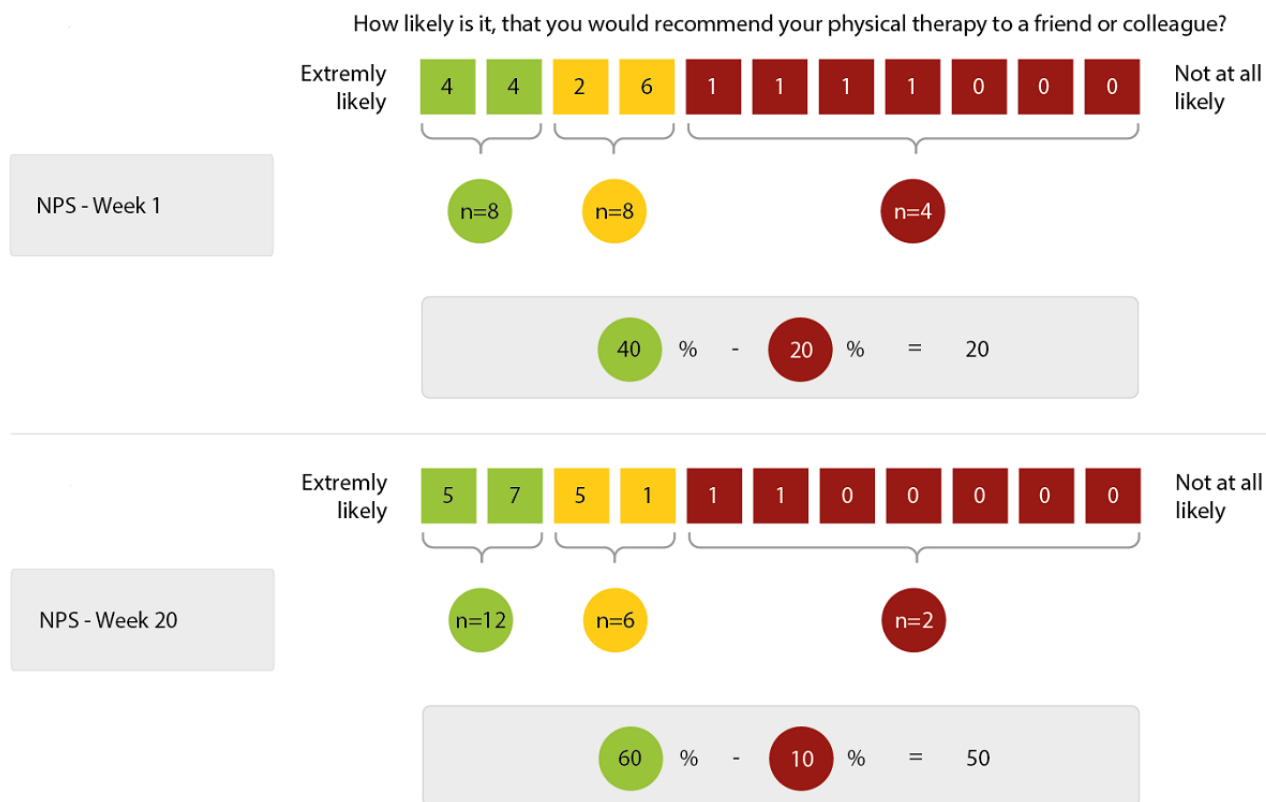 How likely is it, that you would recommend your physical therapy to a friend or colleague?
Extremly
likely
4 4 2 6 1 1 1 1 0 0 0
Not at all
likely
NPS - Week 1
n=8 n=8 n=4
40 % - 20 % = 20
Extremly
likely
5 7 5 1 1 1 0 0 0 0 0
Not at all
likely
NPS - Week 20
n=12 n=6 n=2
60 % - 10 % = 50